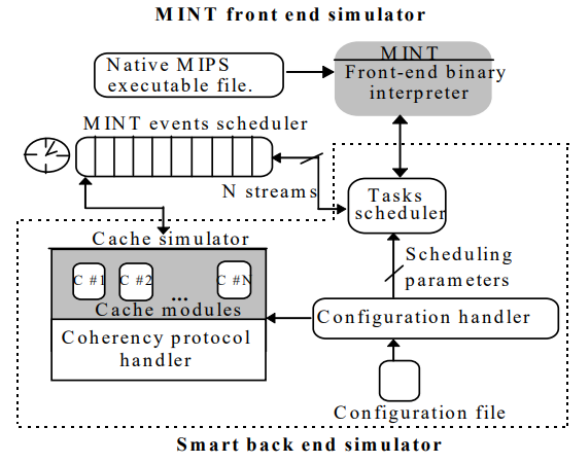 MINT front end simulator
Native MIPS
executable file.
MINT
Front-end binary
interpreter
MINT events scheduler
N streams
Tasks
scheduler
Cache simulator
C #1
C #2
...
C #N
Cache modules
Coherency protocol
handler
Scheduling
parameters
Configuration handler
Configuration file
Smart back end simulator